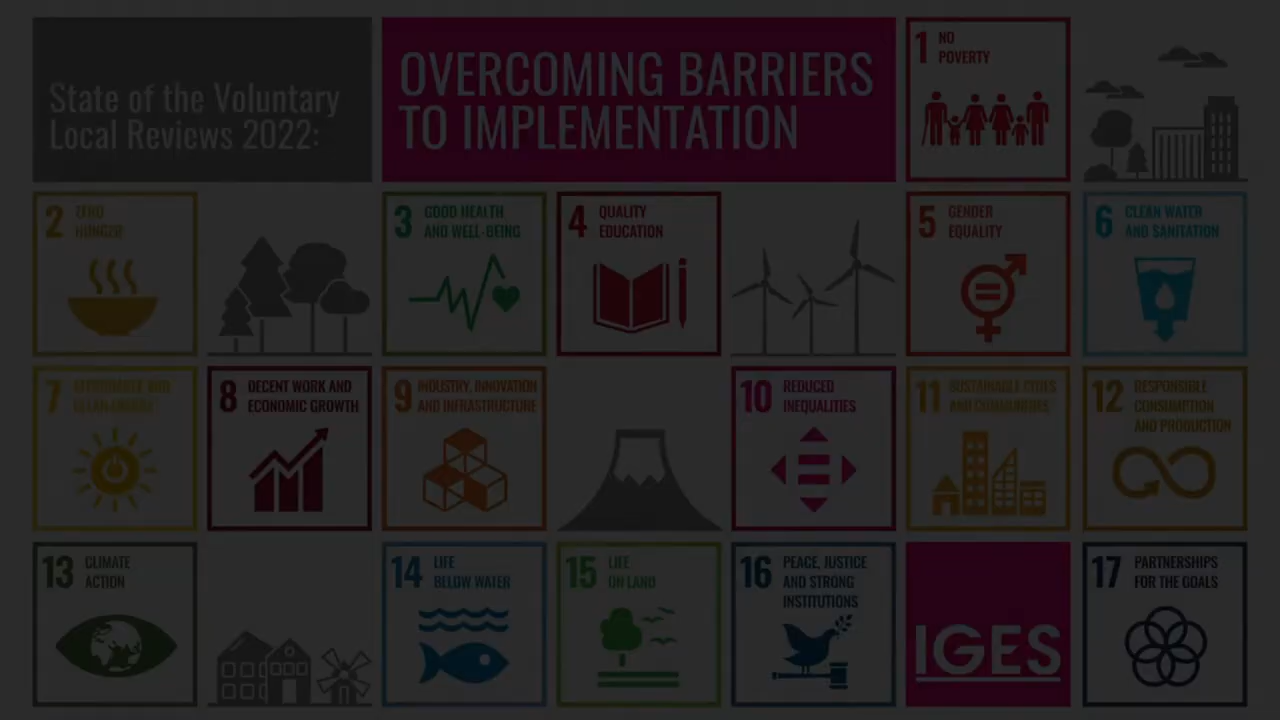 State of the Voluntary
Local Reviews 2022:
OVERCOMING BARRIERS
TO IMPLEMENTATION
1 NO
POVERTY
2 ZERO
HUNGER
3 GOOD HEALTH
AND WELL-BEING
4 QUALITY
EDUCATION
5 GENDER
EQUALITY
6 CLEAN WATER
AND SANITATION
7 AFFORDABLE AND
CLEAN ENERGY
8 DECENT WORK AND
ECONOMIC GROWTH
9 INDUSTRY, INNOVATION
AND INFRASTRUCTURE
10 REDUCED
INEQUALITIES
11 SUSTAINABLE CITIES
AND COMMUNITIES
12 RESPONSIBLE
CONSUMPTION
AND PRODUCTION
13 CLIMATE
ACTION
14 LIFE
BELOW WATER
15 LIFE
ON LAND
16 PEACE, JUSTICE
AND STRONG
INSTITUTIONS
IGES
17 PARTNERSHIPS
FOR THE GOALS